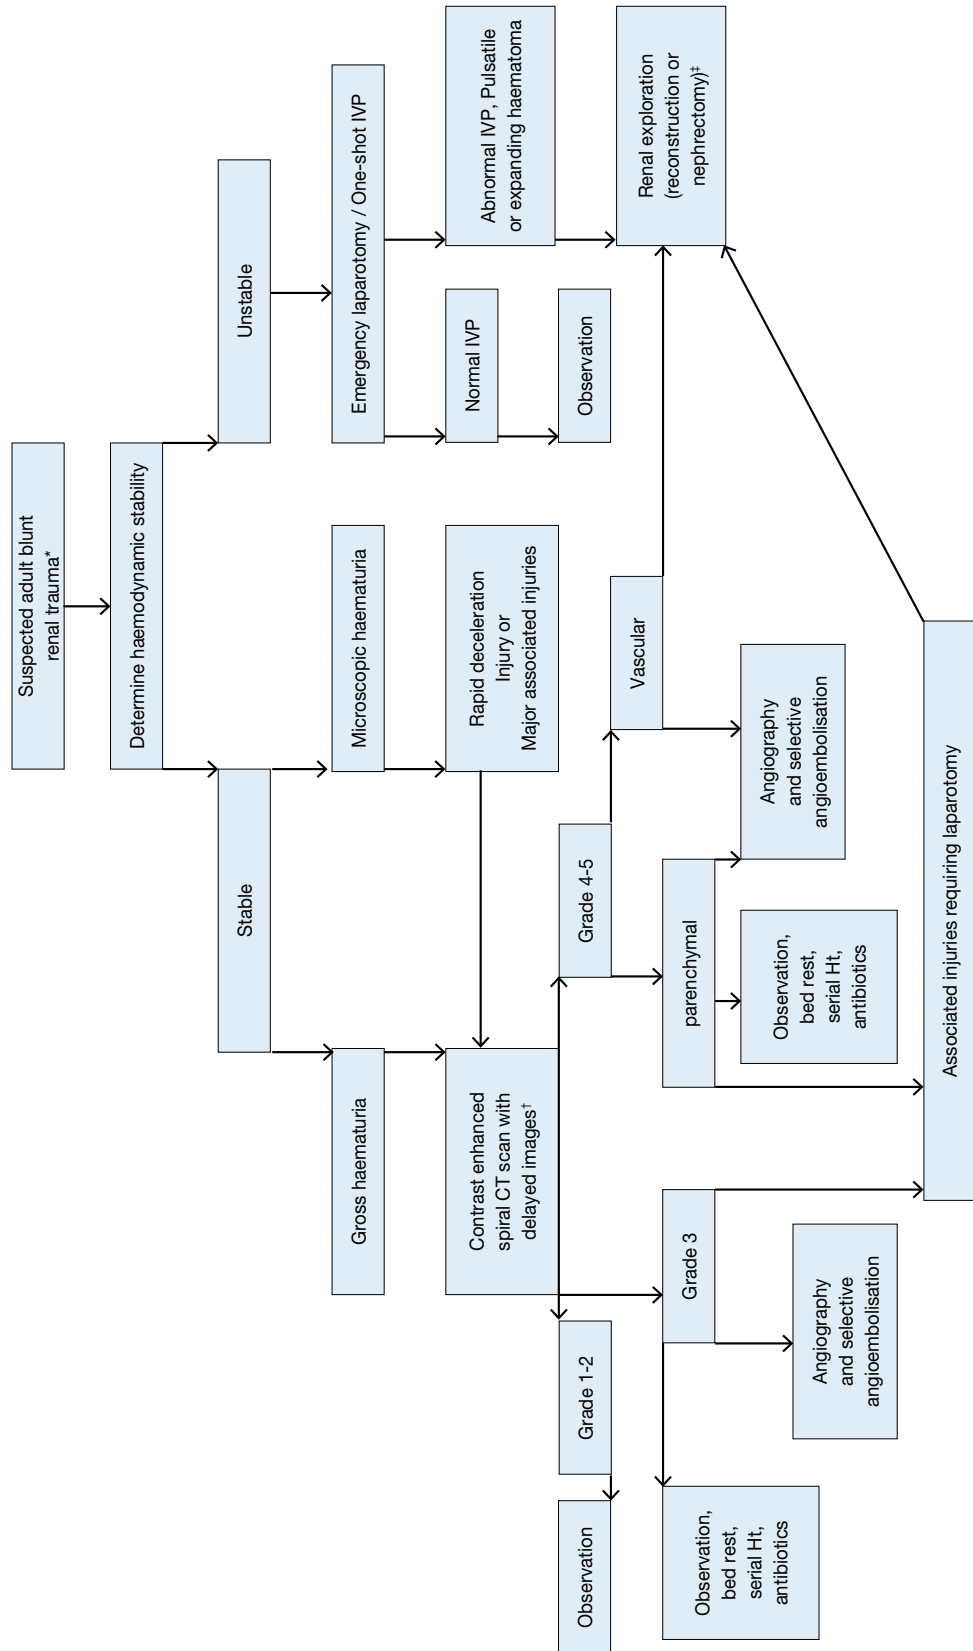 Suspected adult blunt
renal trauma*
Determine haemodynamic stability
Stable
Unstable
Gross haematuria
Microscopic haematuria
Emergency laparotomy / One-shot IVP
Contrast enhanced
spiral CT scan with
delayed images†
Rapid deceleration
Injury or
Major associated injuries
Normal IVP
Abnormal IVP, Pulsatile
or expanding haematoma
Observation
Grade 1-2
Grade 4-5
Observation
Observation,
bed rest,
serial Ht,
antibiotics
Grade 3
parenchymal
Vascular
Renal exploration
(reconstruction or
nephrectomy)‡
Angiography
and selective
angioembolisation
Observation,
bed rest,
serial Ht,
antibiotics
Angiography
and selective
angioembolisation
Associated injuries requiring laparotomy